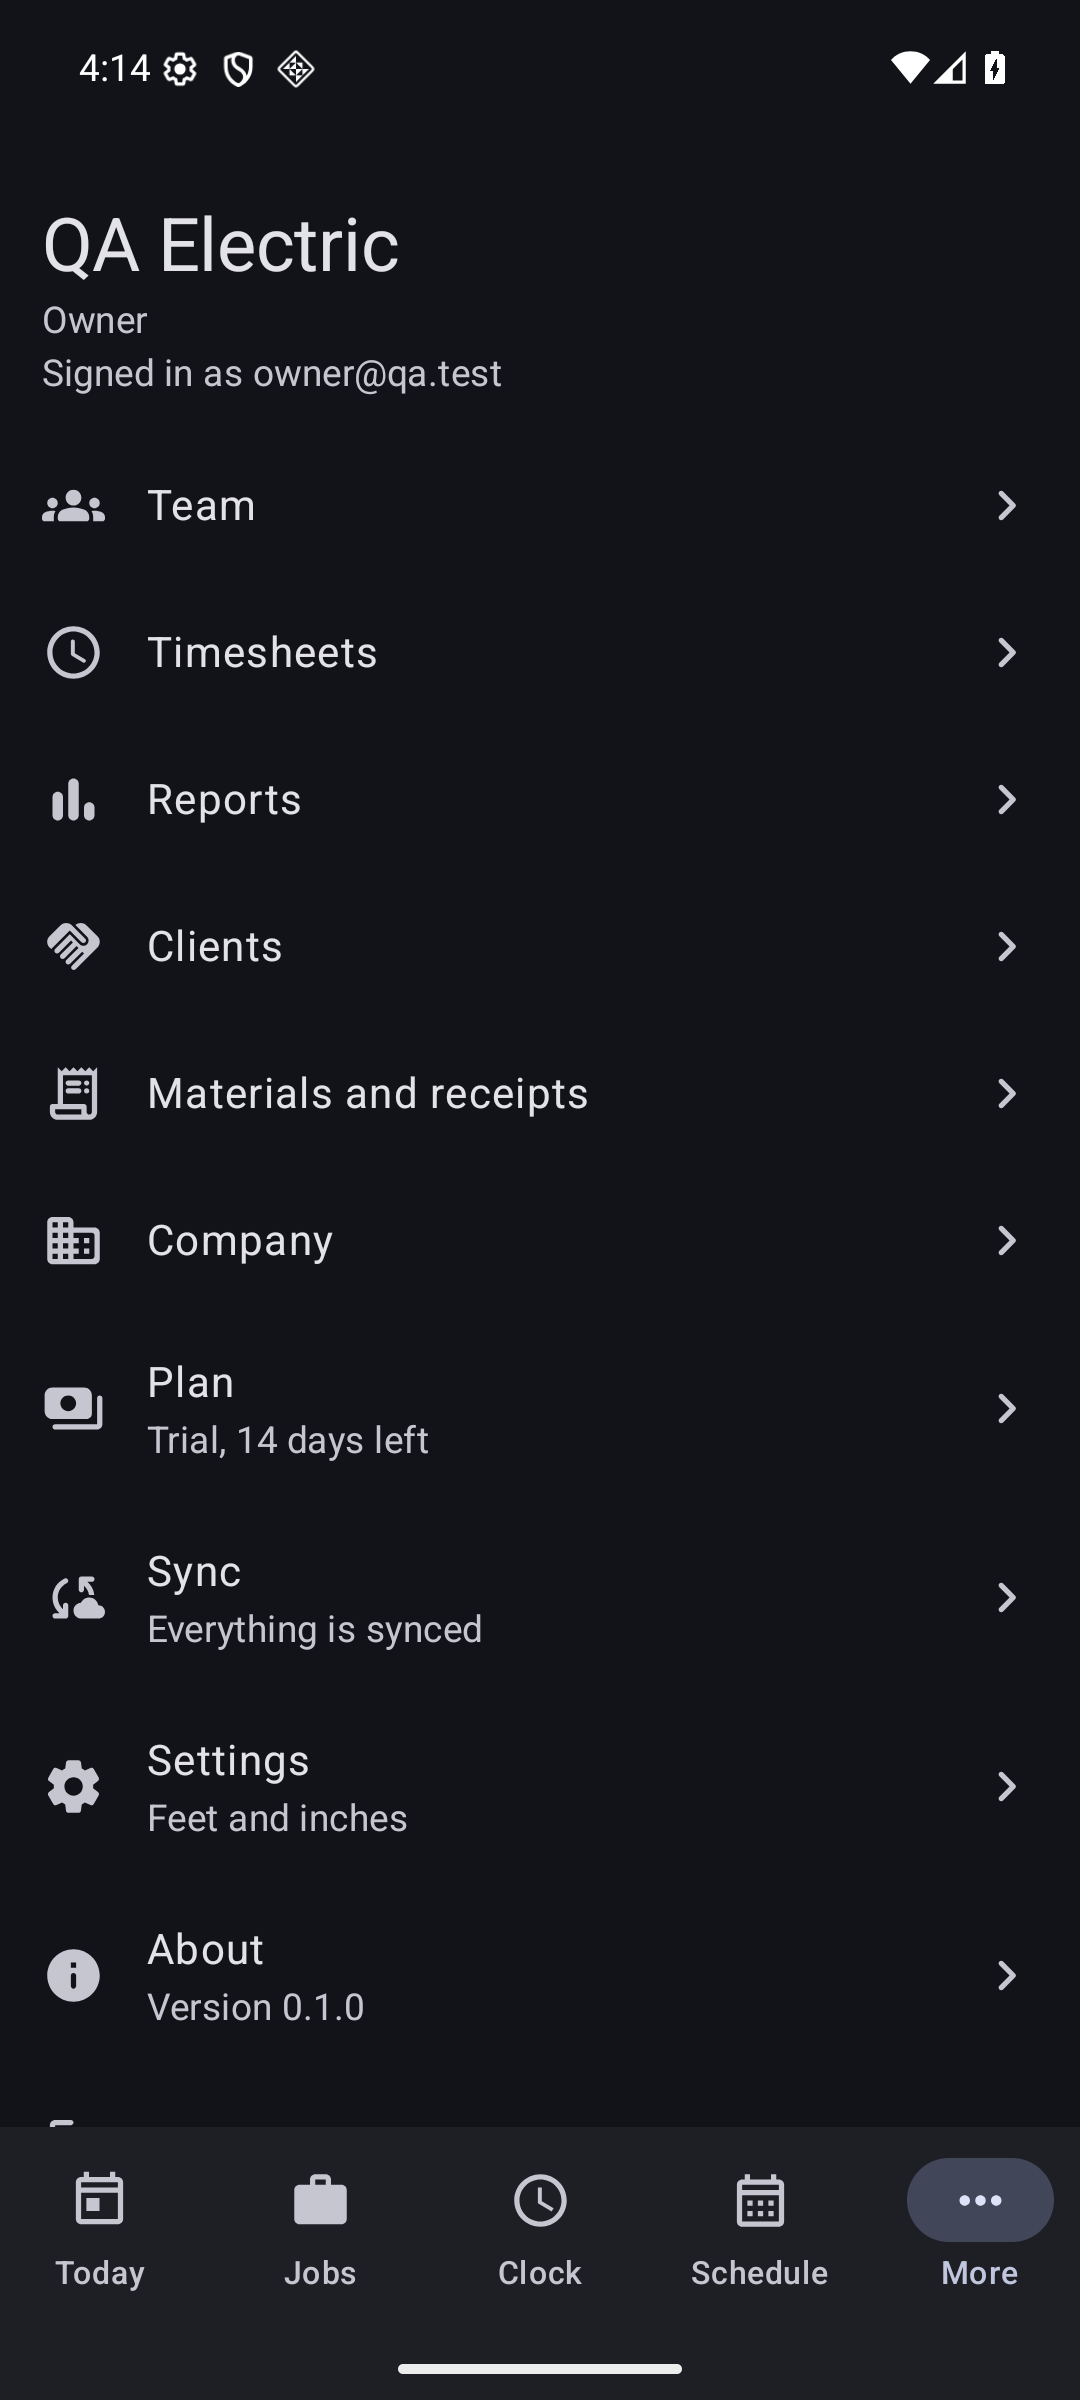 4:14
QA Electric
Owner
Signed in as owner@qa.test
Team
Timesheets
Reports
Clients
Materials and receipts
Company
Plan
Trial, 14 days left
Sync
Everything is synced
Settings
Feet and inches
About
Version 0.1.0
Today
Jobs
Clock
Schedule
More